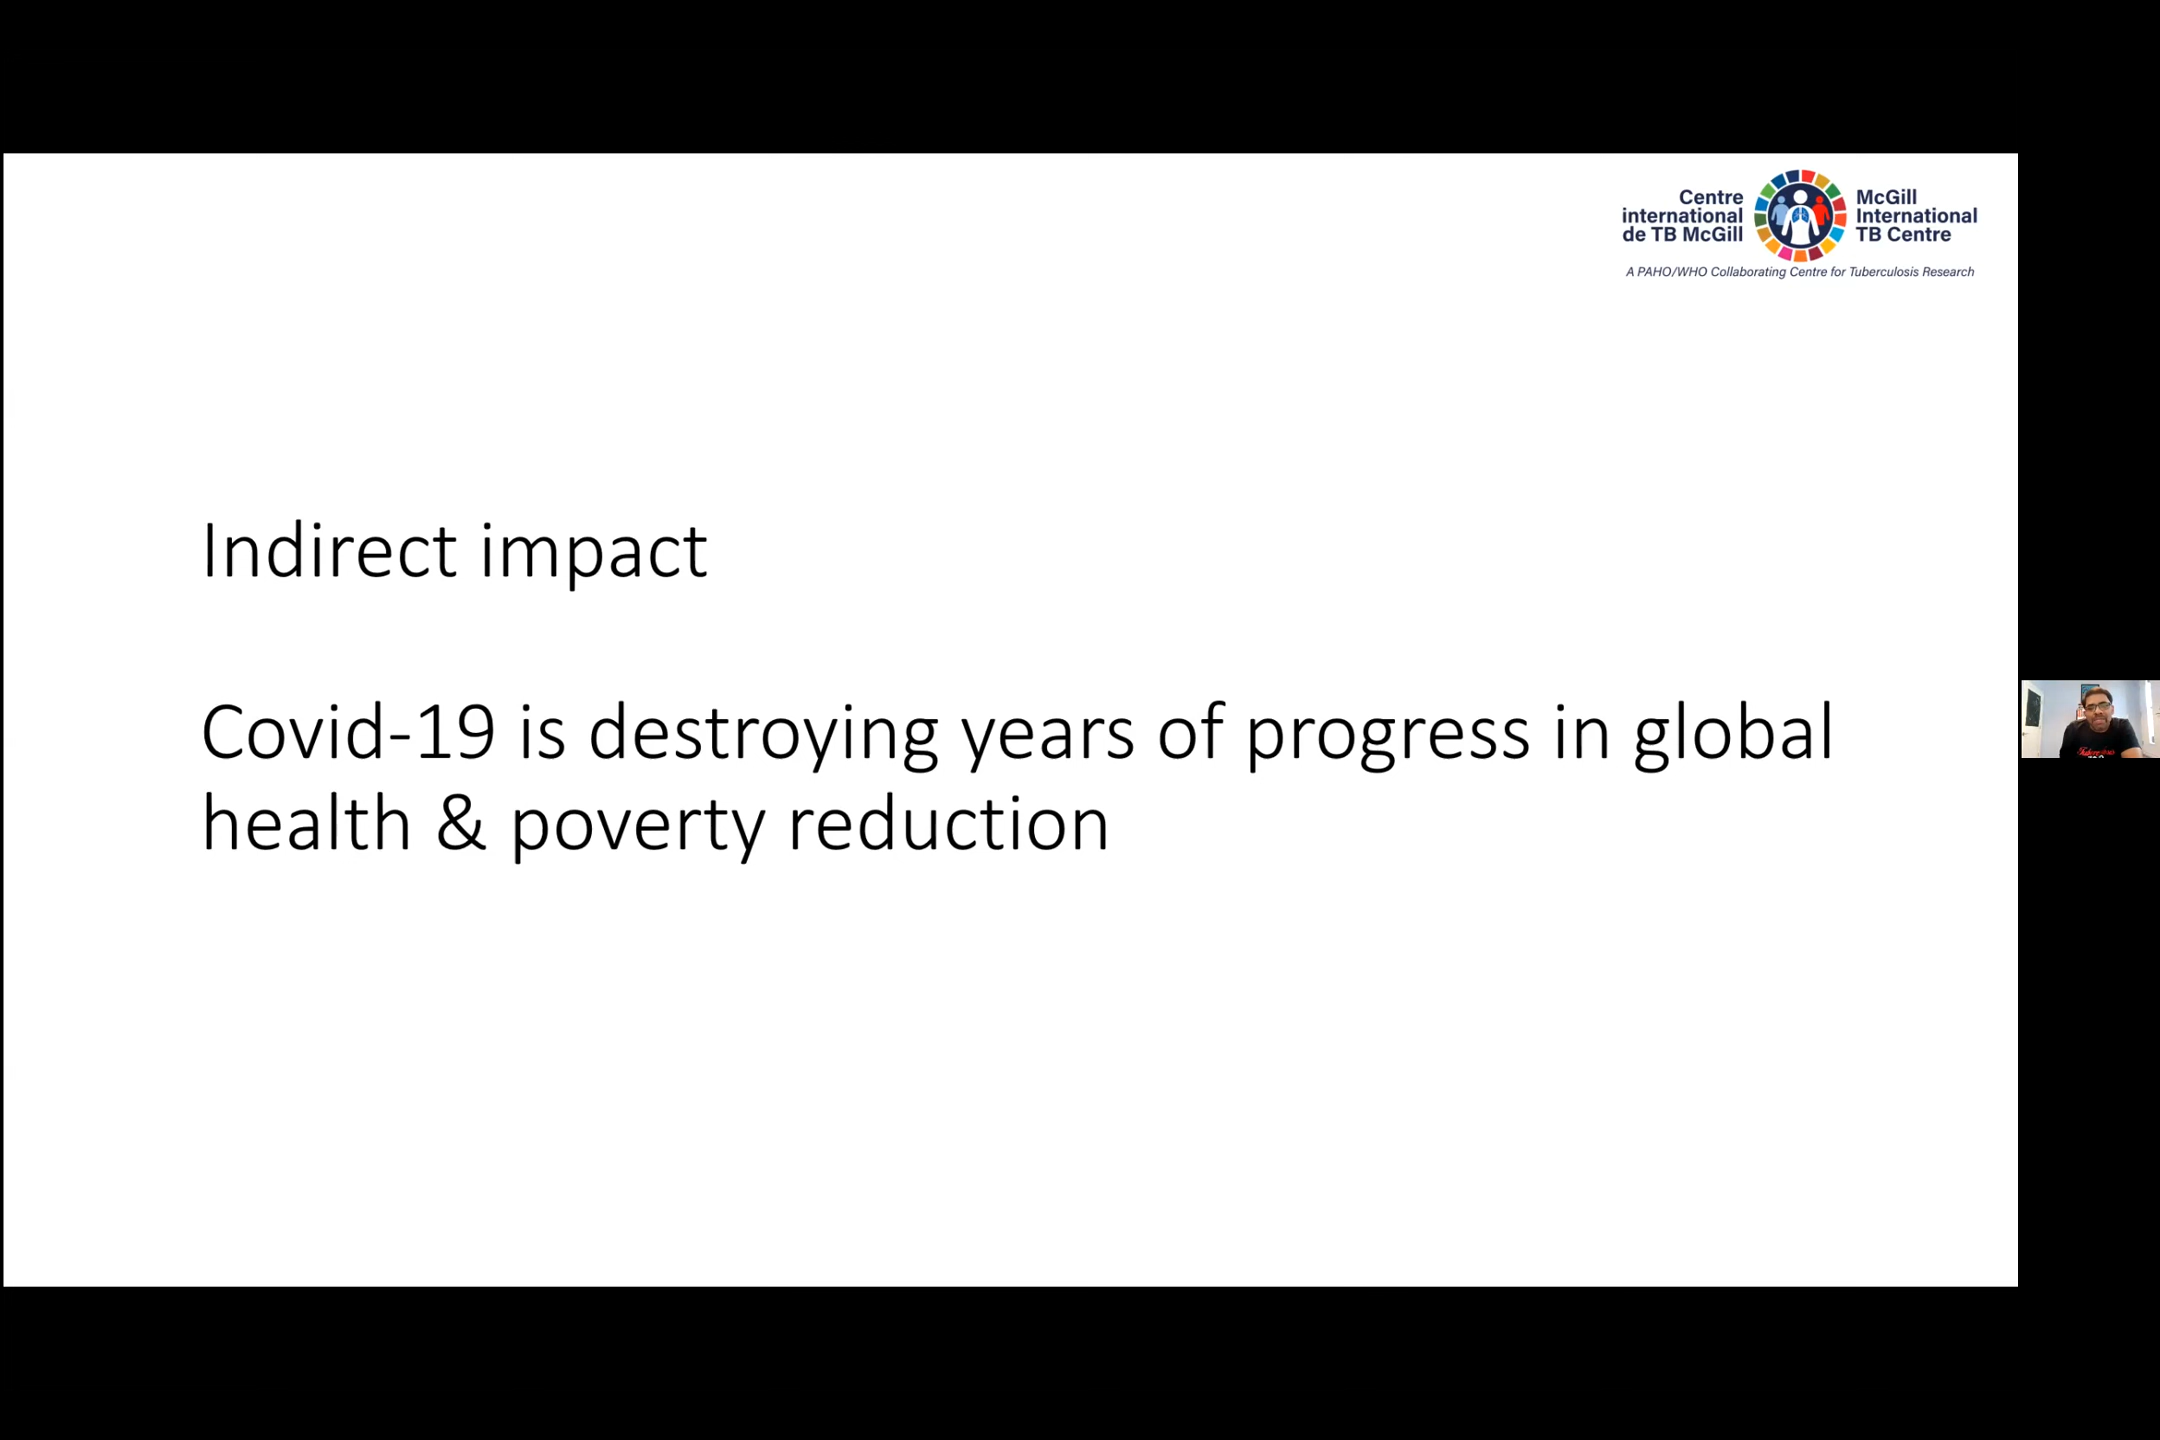 Centre
international
de TB McGill
McGill
International
TB Centre
A PAHO/WHO Collaborating Centre for Tuberculosis Research
Indirect impact
Covid-19 is destroying years of progress in global
health & poverty reduction